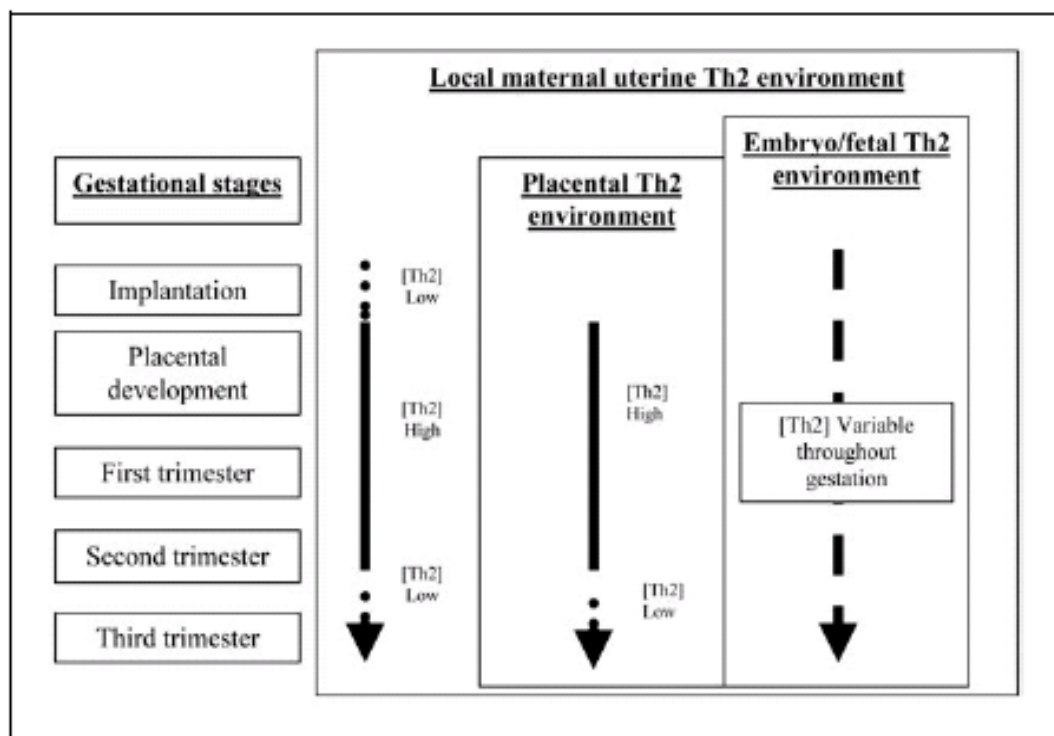 Local maternal uterine Th2 environment
Embryo/fetal Th2
environment
Gestational stages
Placental Th2
environment
Implantation
[Th2]
Low
Placental
development
[Th2]
High
[Th2]
High
[Th2] Variable
throughout
gestation
First trimester
Second trimester
[Th2]
Low
[Th2]
Low
Third trimester